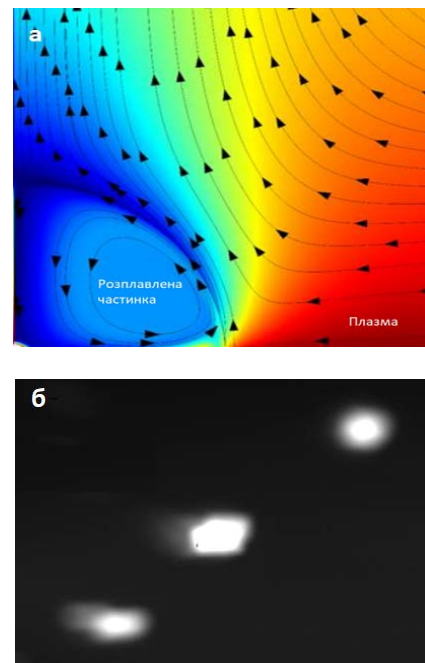 а
Розплавлена
частинка
Плазма
б